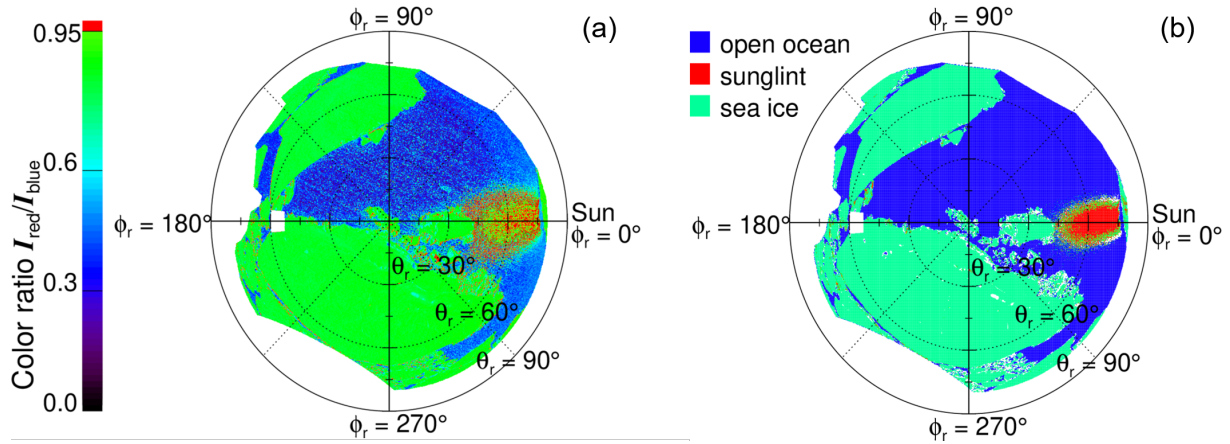 (a)
ϕr = 90°
0.95
0.6
0.3
0.0
Color ratio Ired/Iblue
ϕr = 180°
Sun
ϕr = 0°
θr = 30°
θr = 60°
θr = 90°
ϕr = 270°
(b)
ϕr = 90°
open ocean
sunglint
sea ice
ϕr = 180°
Sun
ϕr = 0°
θr = 30°
θr = 60°
θr = 90°
ϕr = 270°